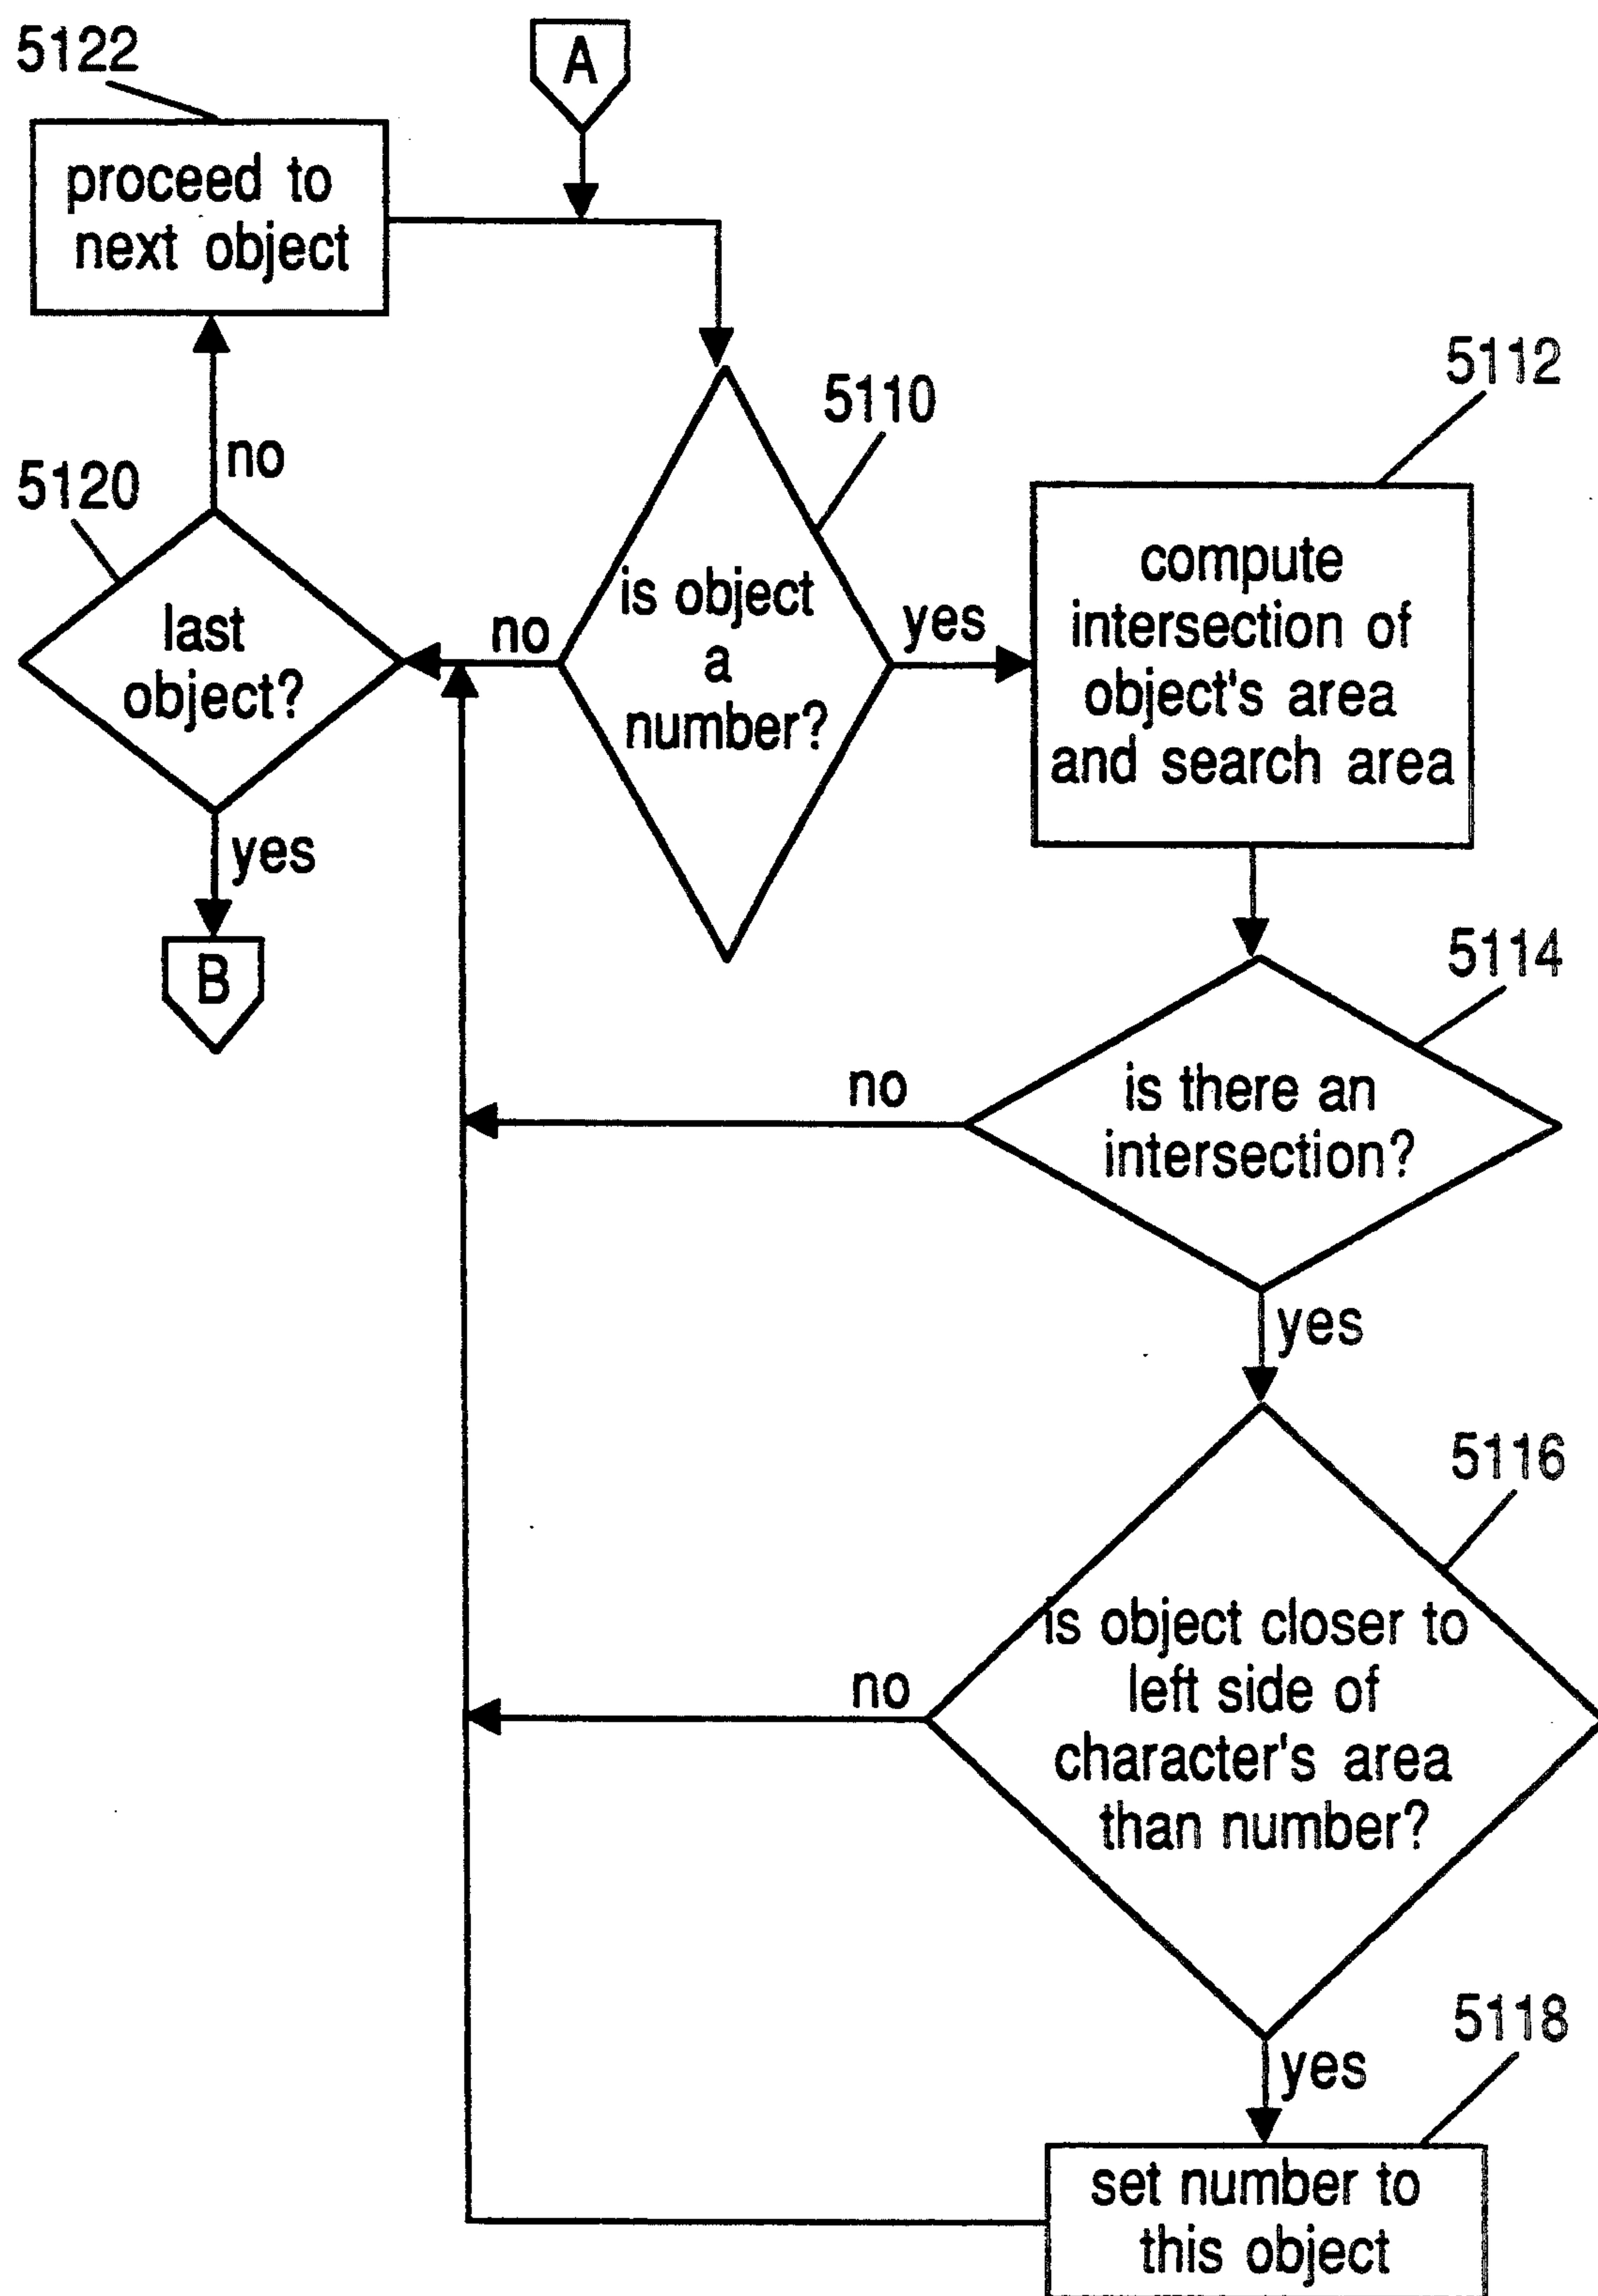 5122
A
proceed to
next object
5112
5110
no
5120
compute
intersection of
object's area
and search area
is object
a
number?
yes
no
last
object?
yes
B
5114
is there an
intersection?
no
yes
5116
is object closer to
left side of
character's area
than number?
no
yes
5118
set number to
this object